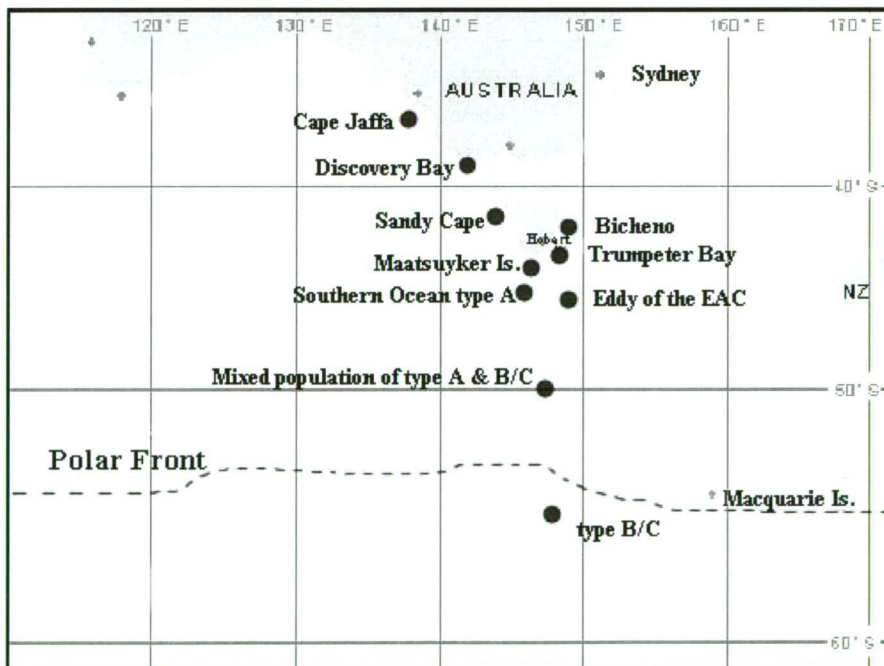 120°E 130°E 140°E 150°E 160°E 170°E
Sydney
AUSTRALIA
Cape Jaffa
Discovery Bay
40°S
Sandy Cape
Bicheno
Hobart
Trumpeter Bay
Maatsuyker Is.
Southern Ocean type A
Eddy of the EAC
NZ
Mixed population of type A & B/C
50°S
Polar Front
Macquarie Is.
type B/C
60°S